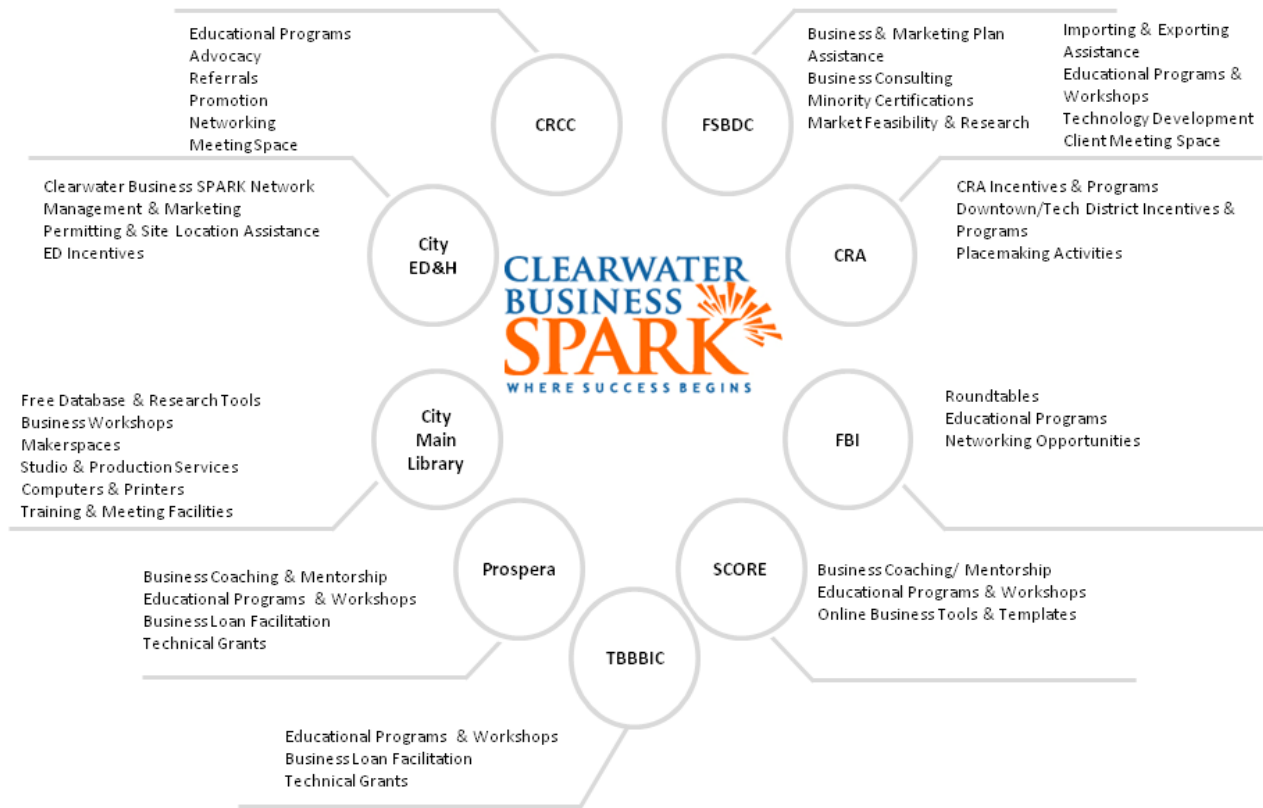 Educational Programs
Advocacy
Referrals
Promotion
Networking
Meeting Space
CRCC
FSBDC
Business & Marketing Plan
Assistance
Business Consulting
Minority Certifications
Market Feasibility & Research
Importing & Exporting
Assistance
Educational Programs &
Workshops
Technology Development
Client Meeting Space
Clearwater Business SPARK Network
Management & Marketing
Permitting & Site Location Assistance
ED Incentives
City
ED&H
CLEARWATER
BUSINESS
SPARK
WHERE SUCCESS BEGINS
CRA
CRA Incentives & Programs
Downtown/Tech District Incentives &
Programs
Placemaking Activities
Free Database & Research Tools
Business Workshops
Makerspaces
Studio & Production Services
Computers & Printers
Training & Meeting Facilities
City
Main
Library
FBI
Roundtables
Educational Programs
Networking Opportunities
Business Coaching & Mentorship
Educational Programs & Workshops
Business Loan Facilitation
Technical Grants
Prospera
SCORE
Business Coaching/ Mentorship
Educational Programs & Workshops
Online Business Tools & Templates
TBBBIC
Educational Programs & Workshops
Business Loan Facilitation
Technical Grants